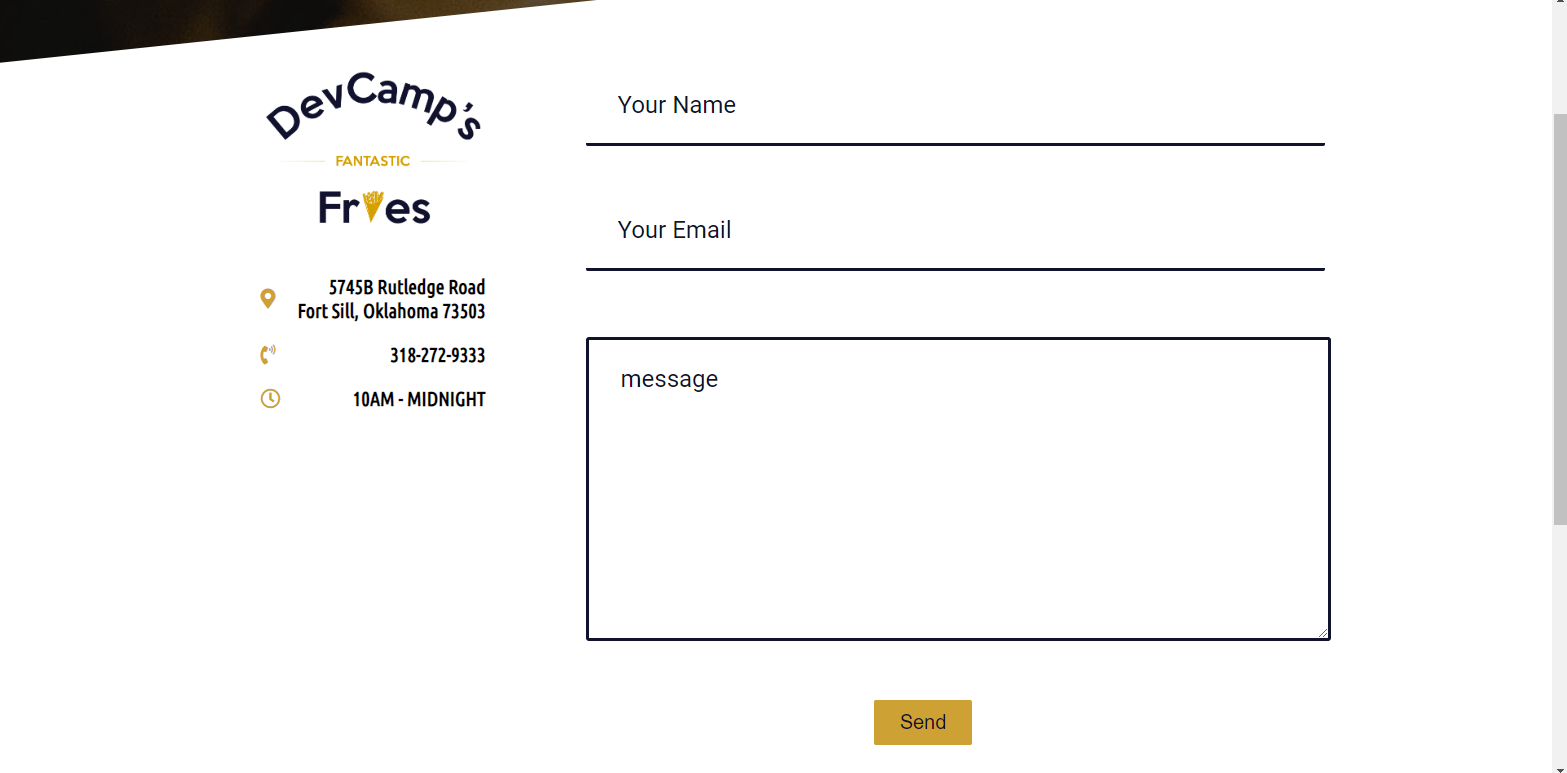 DevCamp's
FANTASTIC
Fries
5745B Rutledge Road
Fort Sill, Oklahoma 73503
318-272-9333
10AM - MIDNIGHT
Your Name
Your Email
message
Send